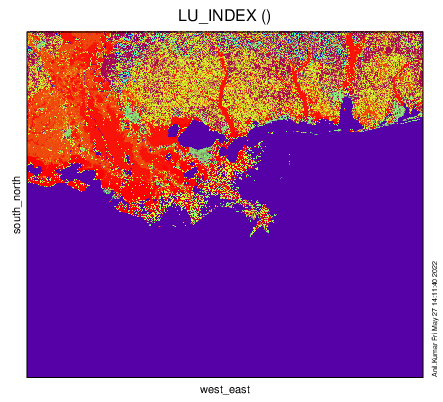 LU_INDEX ()
south_north
west_east
Anil.Kumar Fri May 27 14:11:40 2022